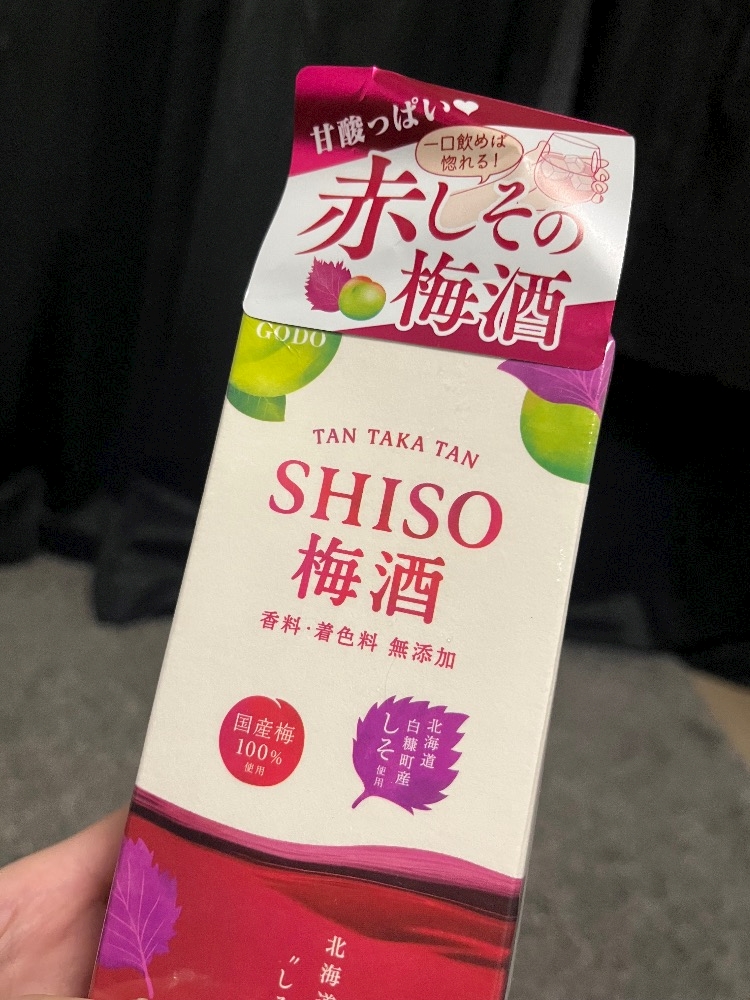 甘酸っぱい♥
一口飲めば
惚れる！
赤しその
梅酒
GODO
TAN TAKA TAN
SHISO
梅酒
香料・着色料 無添加
国産梅
100%
使用
北海道
白糠町産
しそ使用
北海道
"し